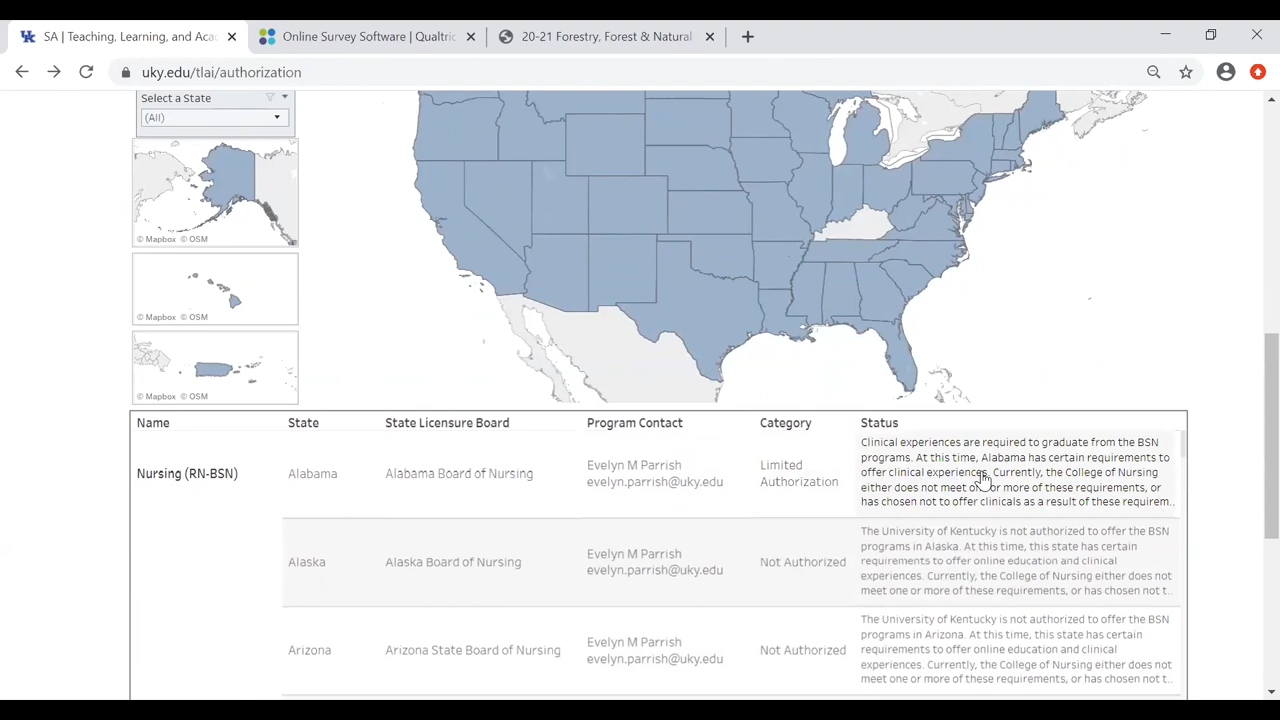 SA | Teaching, Learning, and Aca
Online Survey Software | Qualtric
20-21 Forestry, Forest & Natural
uky.edu/tlai/authorization
Select a State
(All)
© Mapbox © OSM
© Mapbox © OSM
© Mapbox © OSM
Name State State Licensure Board Program Contact Category Status
Nursing (RN-BSN) Alabama Alabama Board of Nursing
Evelyn M Parrish
evelyn.parrish@uky.edu
Limited
Authorization
Clinical experiences are required to graduate from the BSN
programs. At this time, Alabama has certain requirements to
offer clinical experiences. Currently, the College of Nursing
either does not meet one or more of these requirements, or
has chosen not to offer clinicals as a result of these requirem..
Alaska Alaska Board of Nursing
Evelyn M Parrish
evelyn.parrish@uky.edu
Not Authorized
The University of Kentucky is not authorized to offer the BSN
programs in Alaska. At this time, this state has certain
requirements to offer online education and clinical
experiences. Currently, the College of Nursing either does not
meet one or more of these requirements, or has chosen not t..
Arizona Arizona State Board of Nursing
Evelyn M Parrish
evelyn.parrish@uky.edu
Not Authorized
The University of Kentucky is not authorized to offer the BSN
programs in Arizona. At this time, this state has certain
requirements to offer online education and clinical
experiences. Currently, the College of Nursing either does not
meet one or more of these requirements, or has chosen not t..